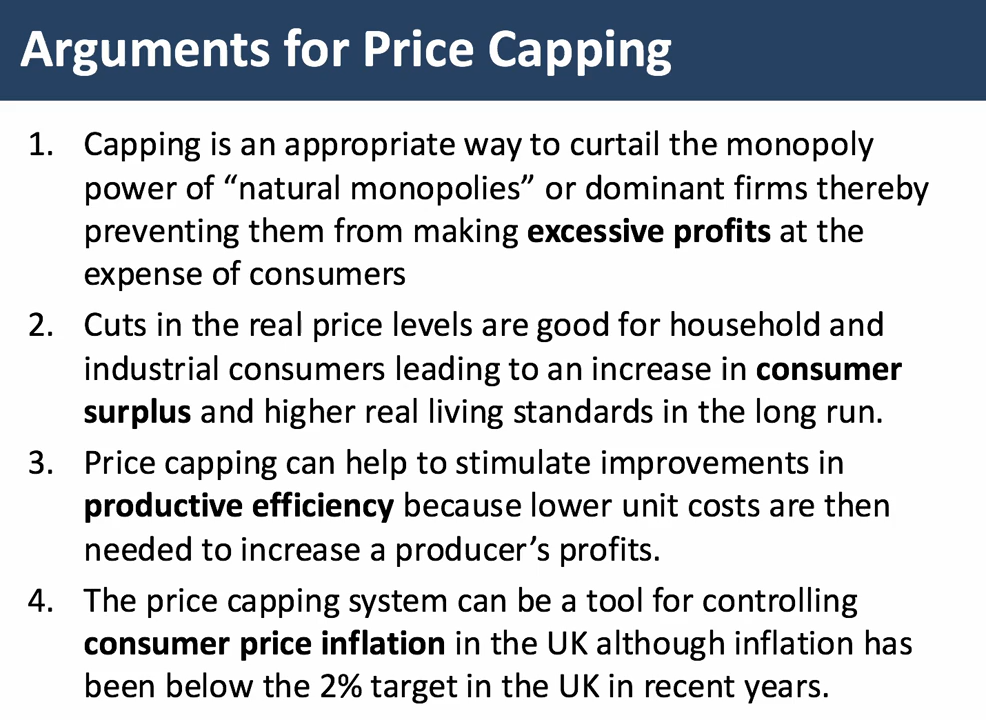 Arguments for Price Capping
1. Capping is an appropriate way to curtail the monopoly
power of “natural monopolies” or dominant firms thereby
preventing them from making excessive profits at the
expense of consumers
2. Cuts in the real price levels are good for household and
industrial consumers leading to an increase in consumer
surplus and higher real living standards in the long run.
3. Price capping can help to stimulate improvements in
productive efficiency because lower unit costs are then
needed to increase a producer’s profits.
4. The price capping system can be a tool for controlling
consumer price inflation in the UK although inflation has
been below the 2% target in the UK in recent years.